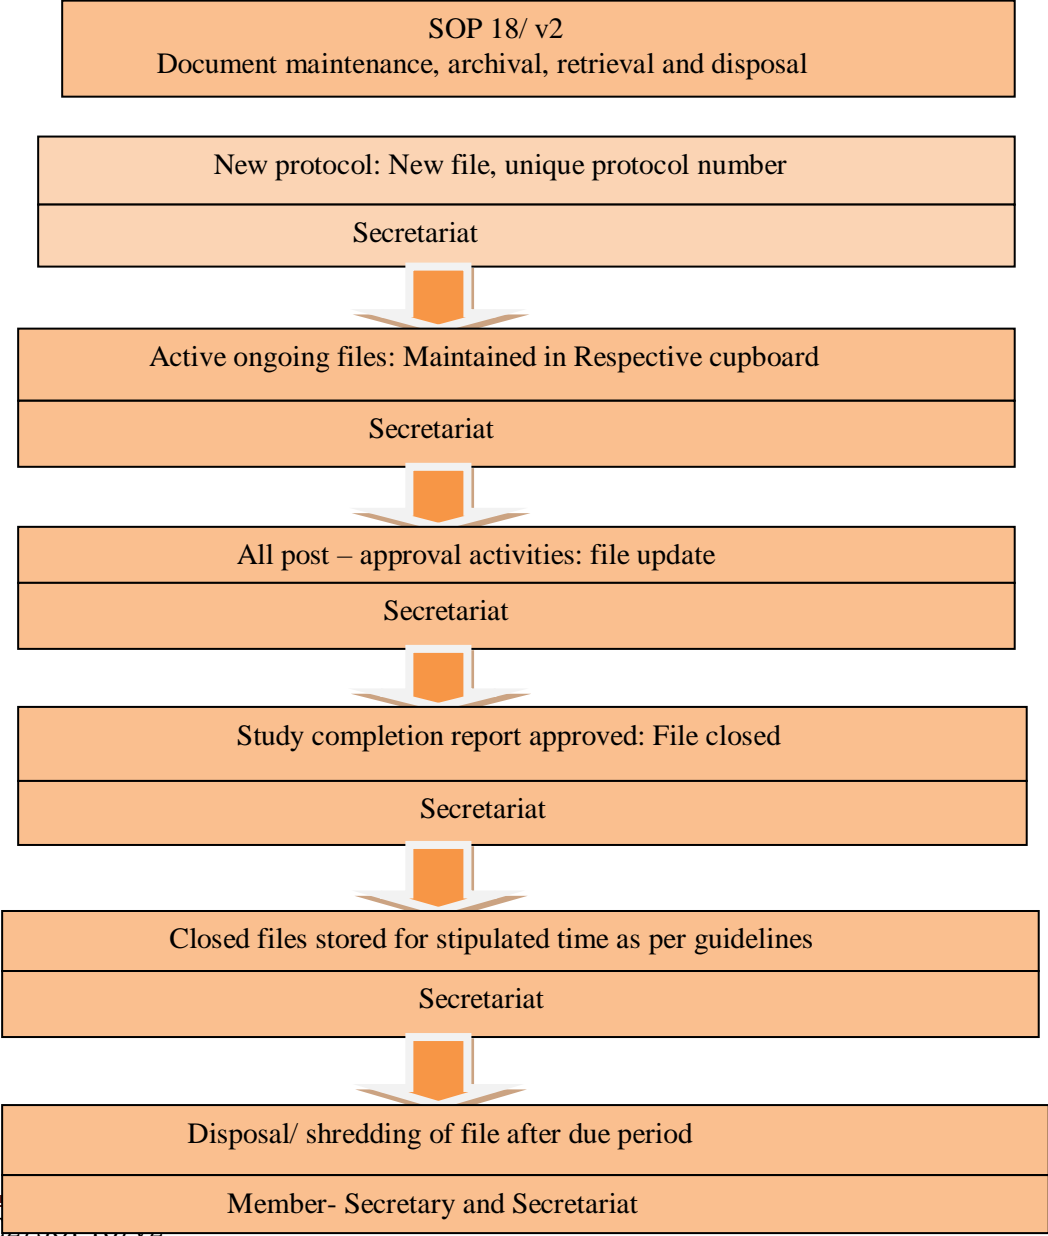 SOP 18/ v2
Document maintenance, archival, retrieval and disposal
New protocol: New file, unique protocol number
Secretariat
Active ongoing files: Maintained in Respective cupboard
Secretariat
All post – approval activities: file update
Secretariat
Study completion report approved: File closed
Secretariat
Closed files stored for stipulated time as per guidelines
Secretariat
Disposal/ shredding of file after due period
Member- Secretary and Secretariat